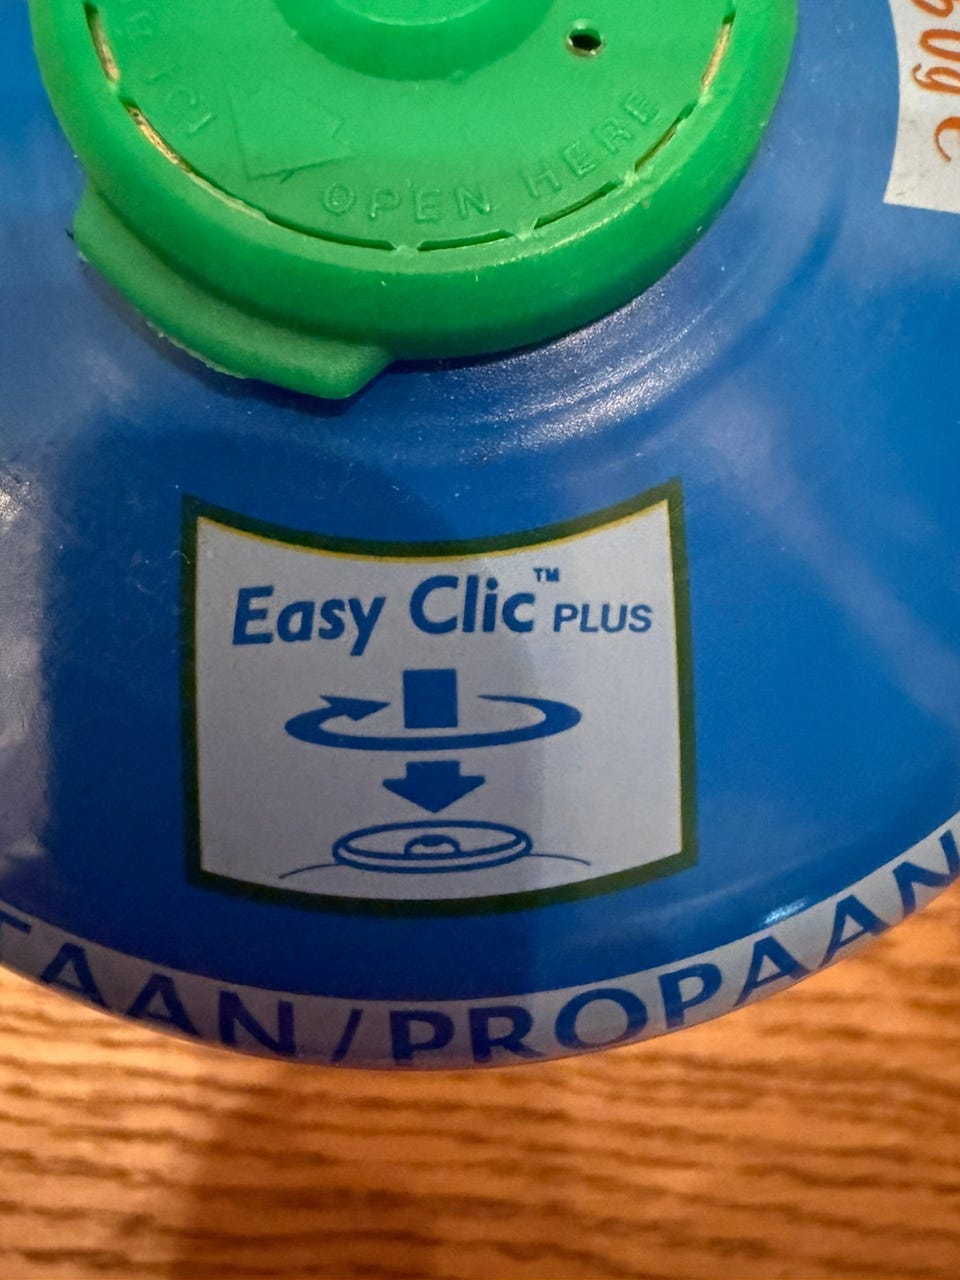 OPEN HERE
Easy Clic™ PLUS
TAAN/PROPAAN